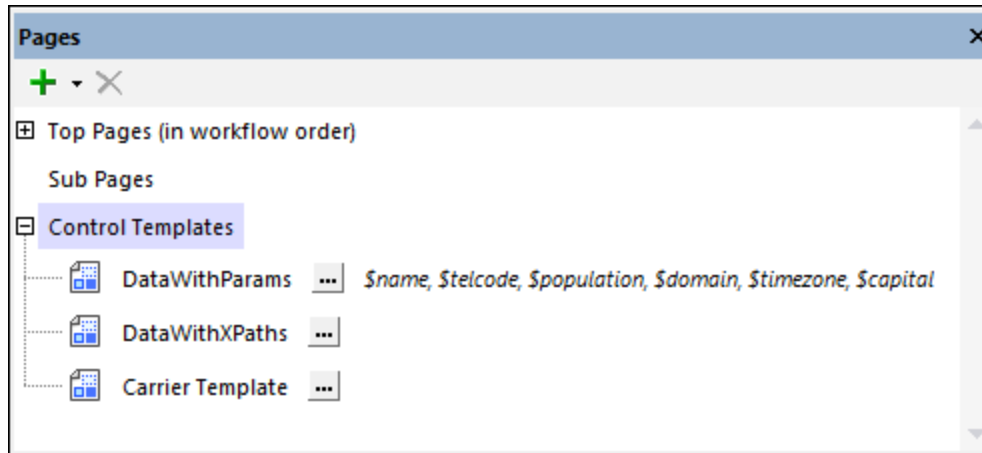 Pages
Top Pages (in workflow order)
Sub Pages
Control Templates
DataWithParams ... $name, $telcode, $population, $domain, $timezone, $capital
DataWithXPaths ...
Carrier Template ...